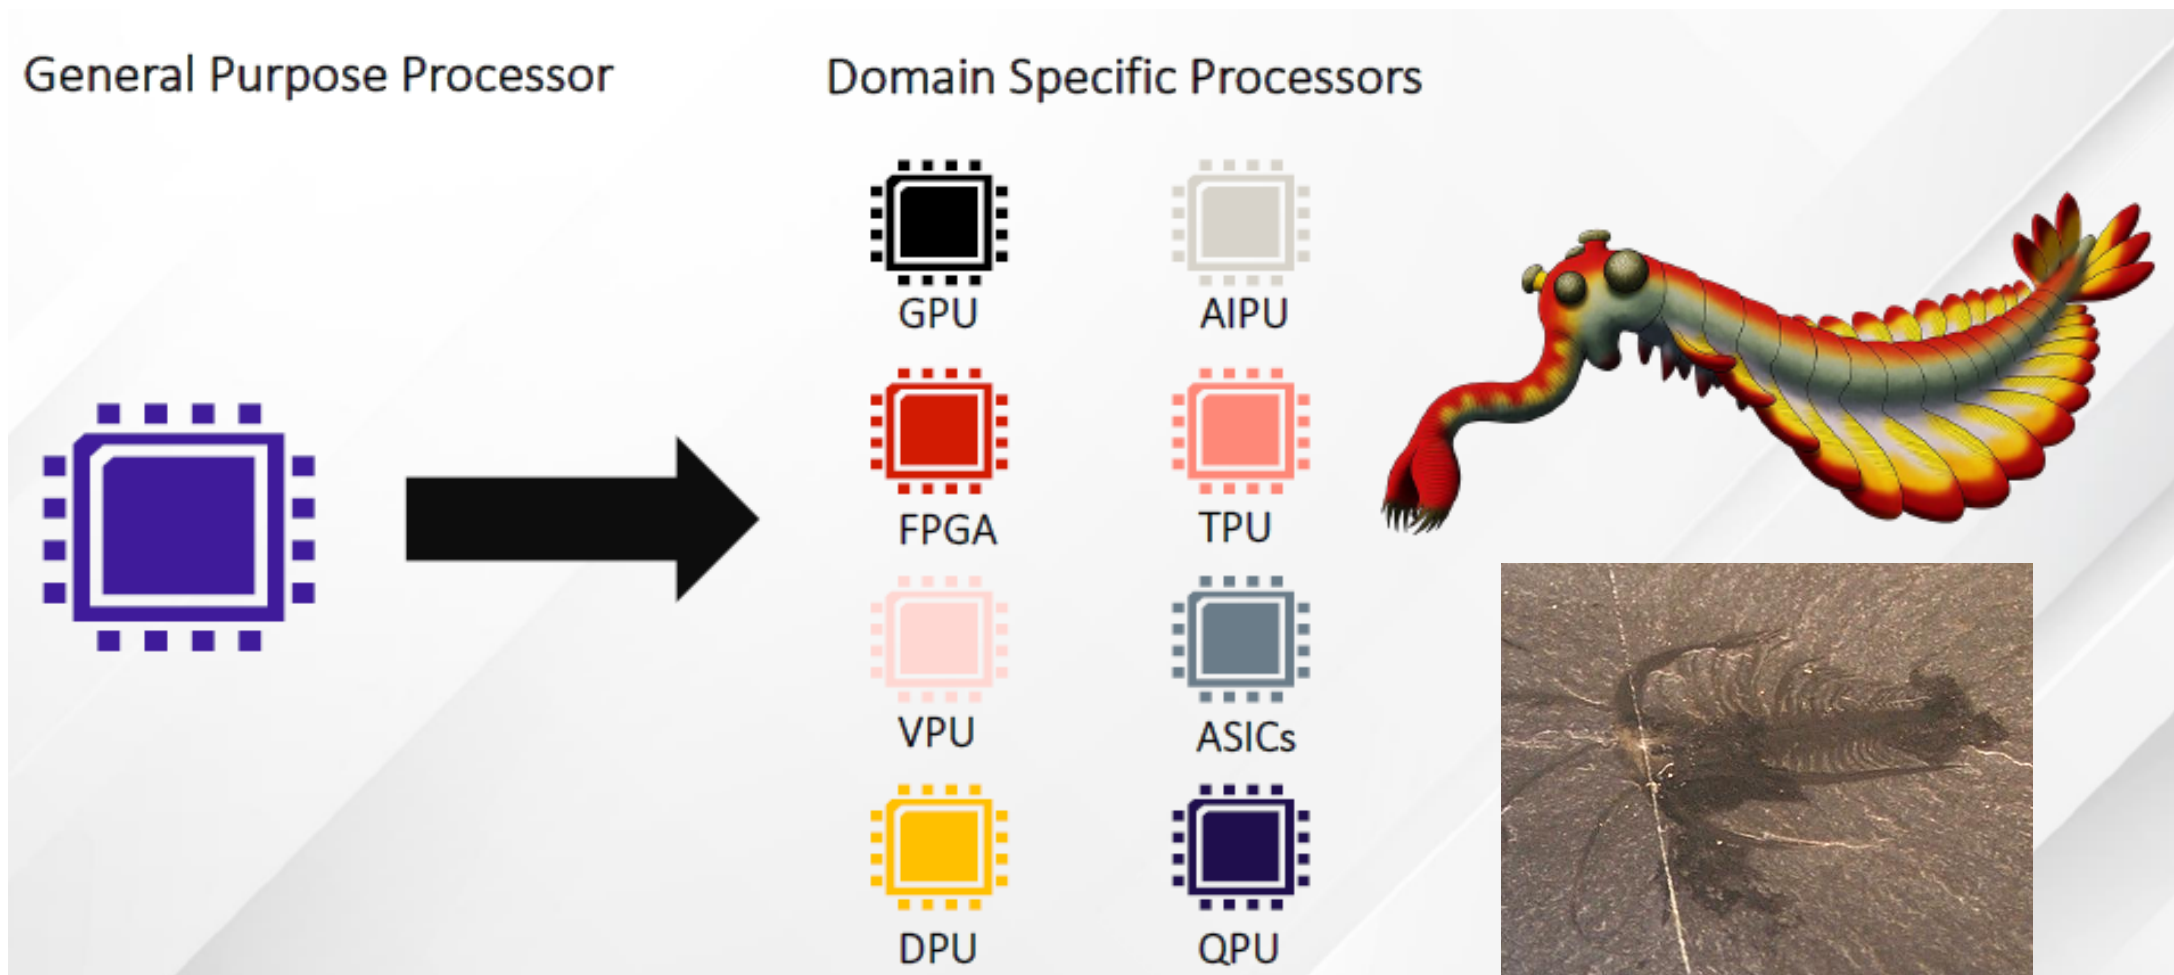 General Purpose Processor
Domain Specific Processors
GPU
AIPU
FPGA
TPU
VPU
ASICs
DPU
QPU